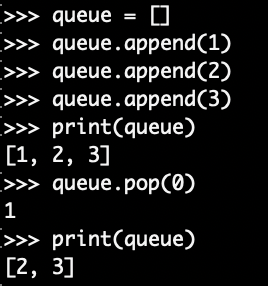 >>> queue = []
>>> queue.append(1)
>>> queue.append(2)
>>> queue.append(3)
>>> print(queue)
[1, 2, 3]
>>> queue.pop(0)
1
>>> print(queue)
[2, 3]